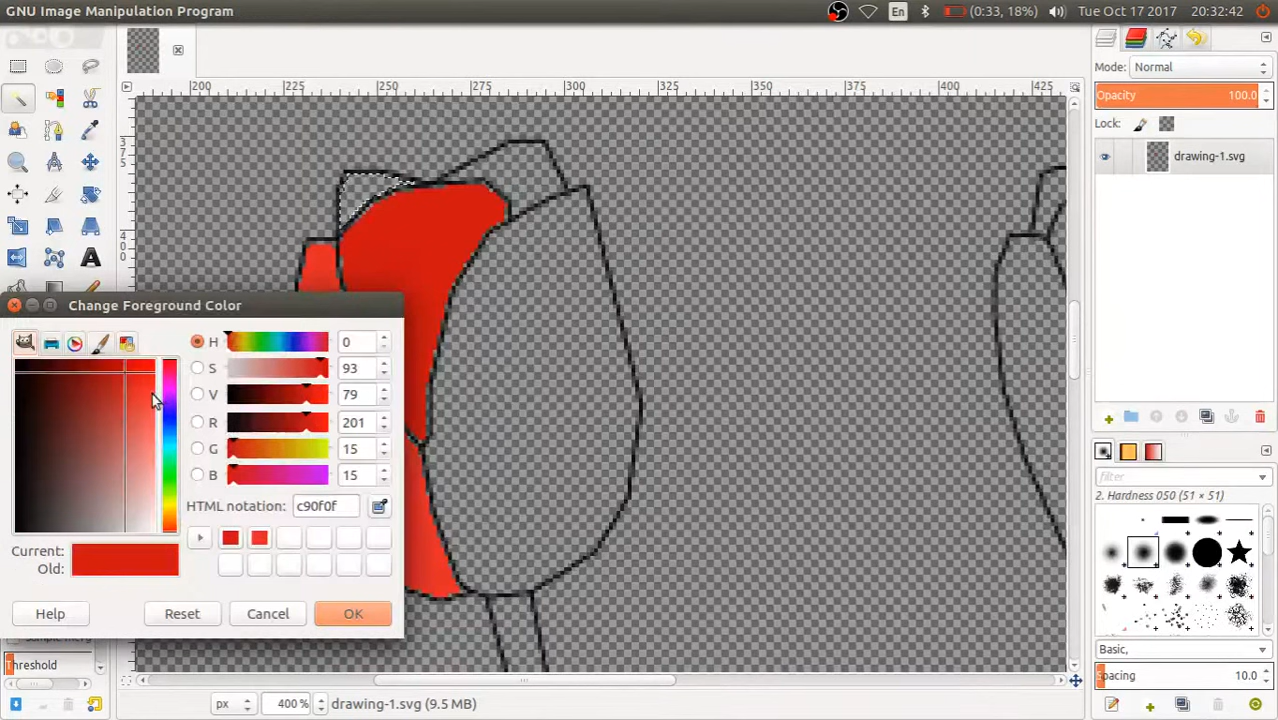 GNU Image Manipulation Program
En
(0:33, 18%)
Tue Oct 17 2017 20:32:42
200
225
250
275
300
325
350
375
400
425
375
400
Mode: Normal
Opacity 100.0
Lock:
drawing-1.svg
Change Foreground Color
H 0
S 93
V 79
R 201
G 15
B 15
HTML notation: c90f0f
Current:
Old:
Help
Reset
Cancel
OK
Threshold
filter
2. Hardness 050 (51 × 51)
Basic,
Spacing 10.0
px
400 %
drawing-1.svg (9.5 MB)